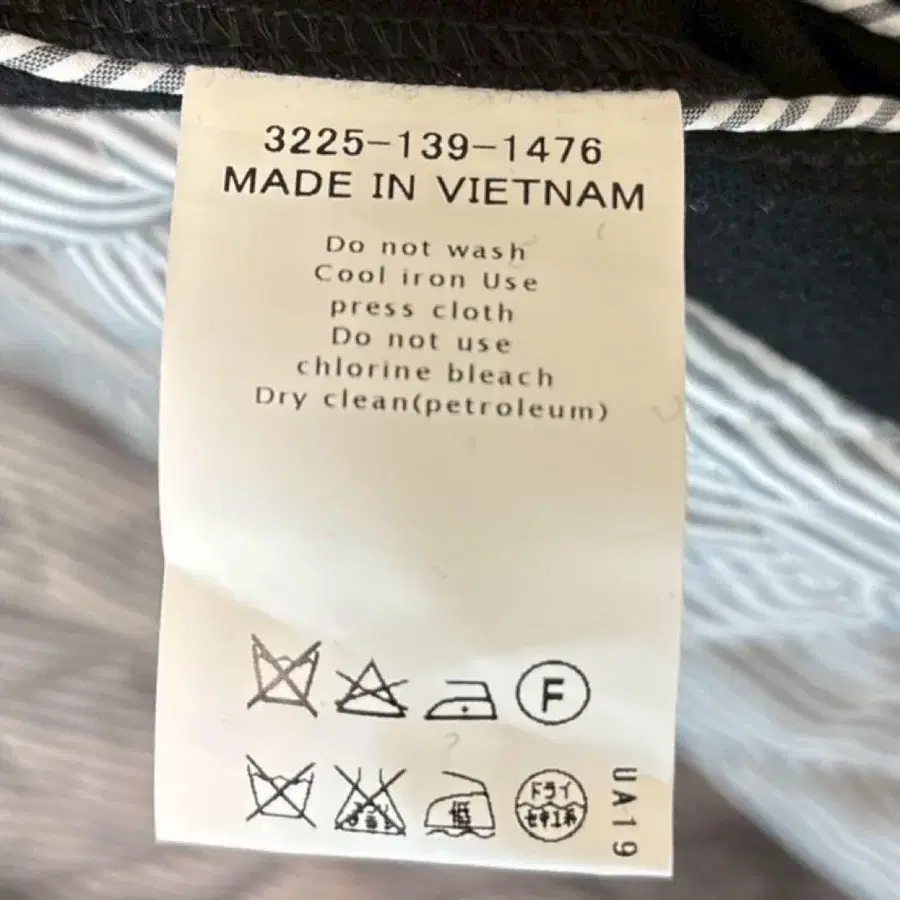 3225-139-1476
MADE IN VIETNAM
Do not wash
Cool iron Use
press cloth
Do not use
chlorine bleach
Dry clean(petroleum)
F
低
ドライ
セキユ系
UA19